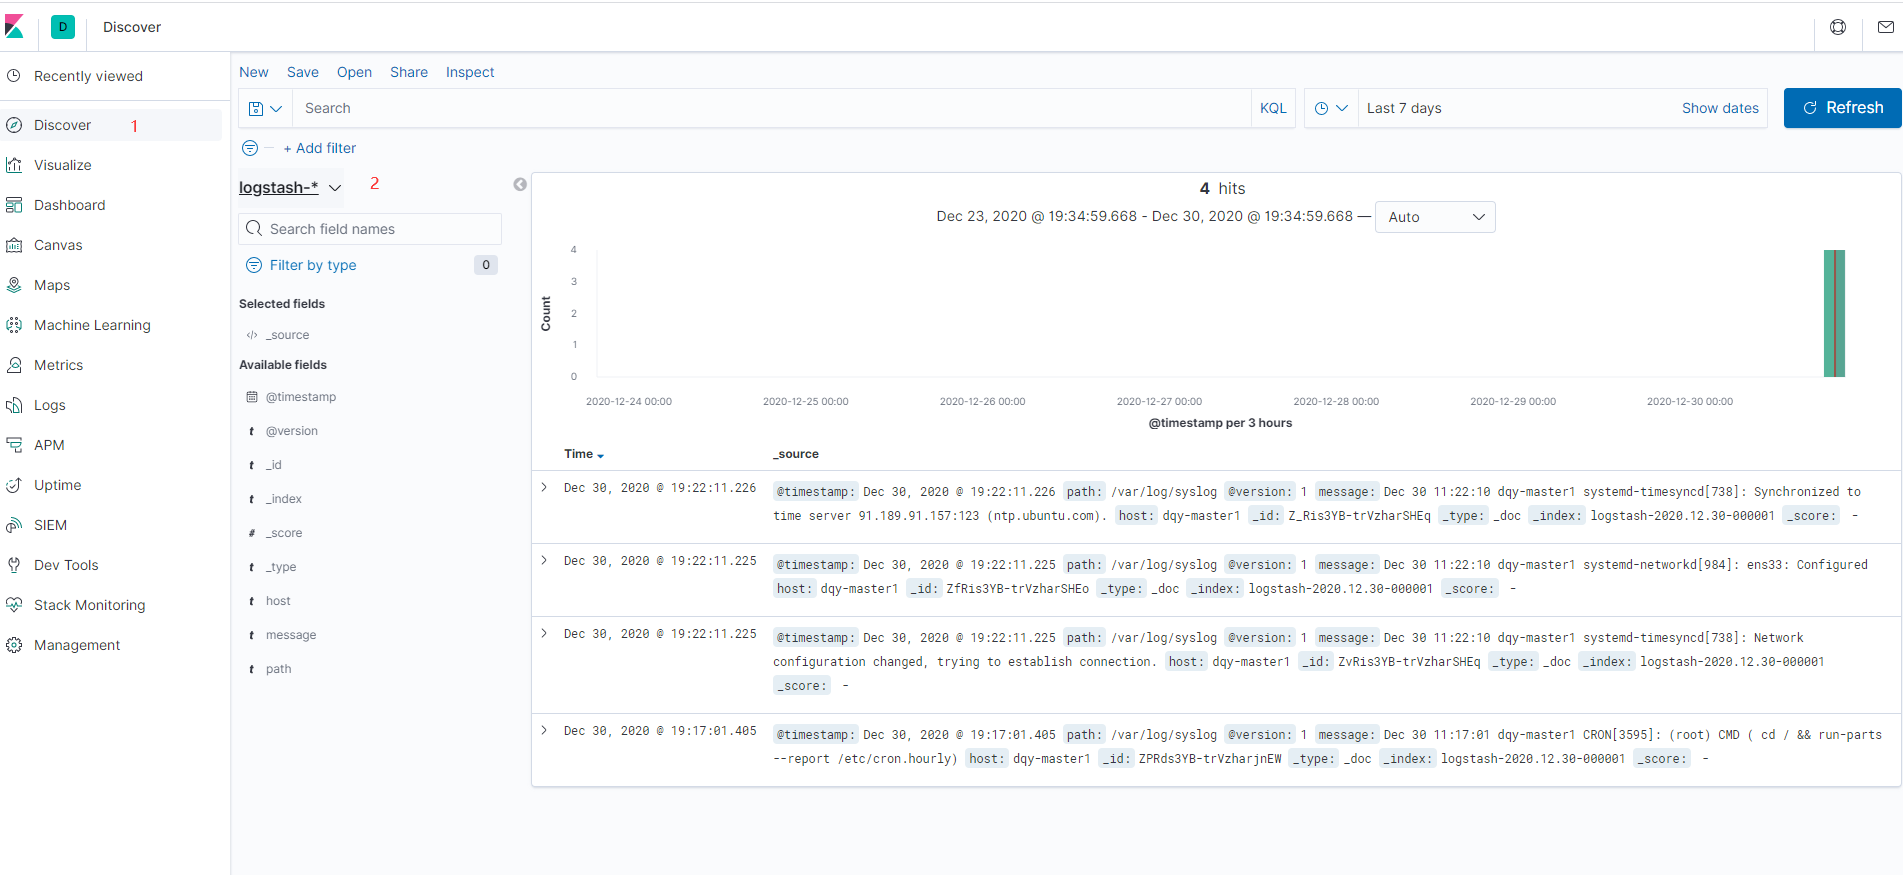 D Discover
Recently viewed
Discover 1
Visualize
Dashboard
Canvas
Maps
Machine Learning
Metrics
Logs
APM
Uptime
SIEM
Dev Tools
Stack Monitoring
Management
New Save Open Share Inspect
Search KQL Last 7 days Show dates Refresh
+ Add filter
logstash-* 2
Search field names
Filter by type 0
Selected fields
</> _source
Available fields
@timestamp
t @version
t _id
t _index
# _score
t _type
t host
t message
t path
4 hits
Dec 23, 2020 @ 19:34:59.668 - Dec 30, 2020 @ 19:34:59.668 — Auto
Count
4
3
2
1
0
2020-12-24 00:00 2020-12-25 00:00 2020-12-26 00:00 2020-12-27 00:00 2020-12-28 00:00 2020-12-29 00:00 2020-12-30 00:00
@timestamp per 3 hours
Time _source
Dec 30, 2020 @ 19:22:11.226 @timestamp: Dec 30, 2020 @ 19:22:11.226 path: /var/log/syslog @version: 1 message: Dec 30 11:22:10 dqy-master1 systemd-timesyncd[738]: Synchronized to
time server 91.189.91.157:123 (ntp.ubuntu.com). host: dqy-master1 _id: Z_Ris3YB-trVzharSHEq _type: _doc _index: logstash-2020.12.30-000001 _score: -
Dec 30, 2020 @ 19:22:11.225 @timestamp: Dec 30, 2020 @ 19:22:11.225 path: /var/log/syslog @version: 1 message: Dec 30 11:22:10 dqy-master1 systemd-networkd[984]: ens33: Configured
host: dqy-master1 _id: ZfRis3YB-trVzharSHEo _type: _doc _index: logstash-2020.12.30-000001 _score: -
Dec 30, 2020 @ 19:22:11.225 @timestamp: Dec 30, 2020 @ 19:22:11.225 path: /var/log/syslog @version: 1 message: Dec 30 11:22:10 dqy-master1 systemd-timesyncd[738]: Network
configuration changed, trying to establish connection. host: dqy-master1 _id: ZvRis3YB-trVzharSHEq _type: _doc _index: logstash-2020.12.30-000001
_score: -
Dec 30, 2020 @ 19:17:01.405 @timestamp: Dec 30, 2020 @ 19:17:01.405 path: /var/log/syslog @version: 1 message: Dec 30 11:17:01 dqy-master1 CRON[3595]: (root) CMD ( cd / && run-parts
--report /etc/cron.hourly) host: dqy-master1 _id: ZPRds3YB-trVzharjnEW _type: _doc _index: logstash-2020.12.30-000001 _score: -